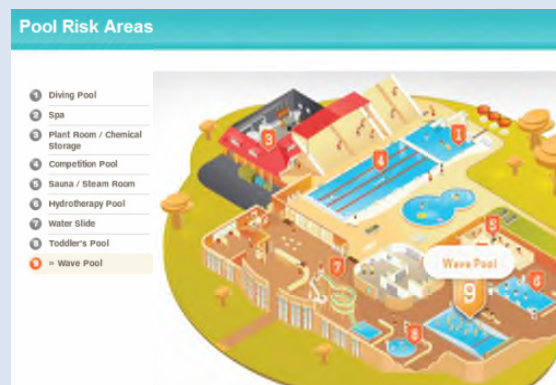 Pool Risk Areas
1 Diving Pool
2 Spa
3 Plant Room / Chemical
Storage
4 Competition Pool
5 Sauna / Steam Room
6 Hydrotherapy Pool
7 Water Slide
8 Toddler's Pool
9 » Wave Pool
3
1
4
5
Wave Pool
7
9
6
8